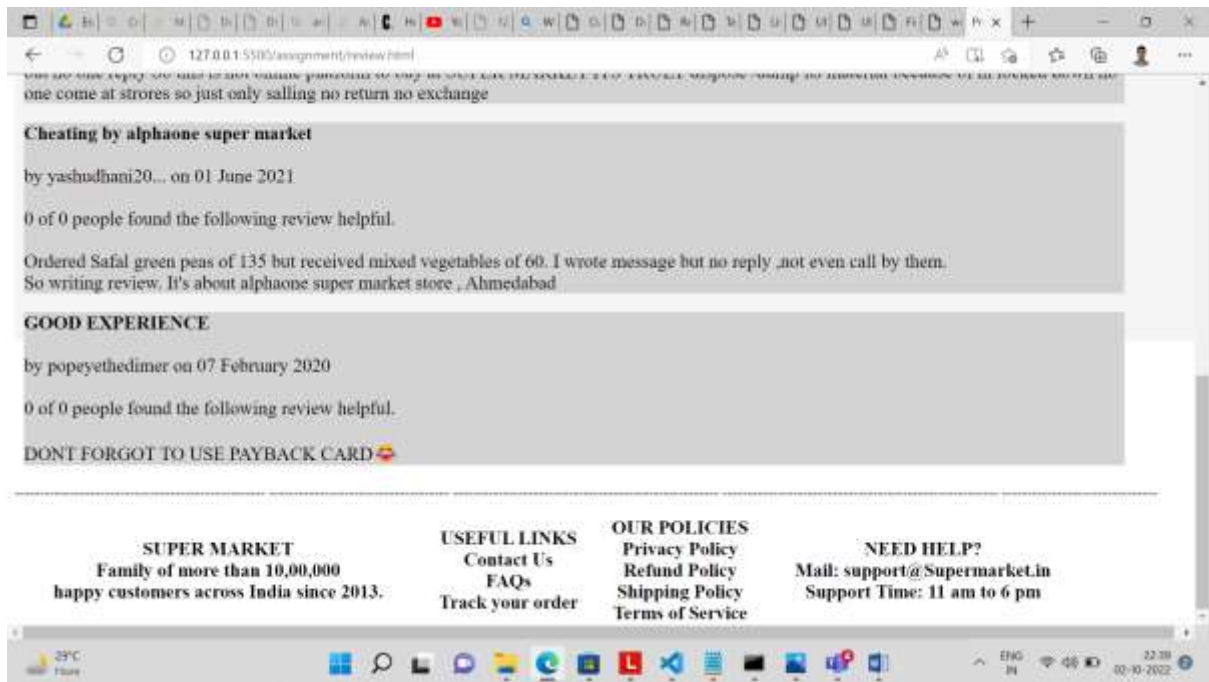 127.0.0.1:5500/assignment/review.html
one come at strores so just only salling no return no exchange
Cheating by alphaone super market
by yashudhani20... on 01 June 2021
0 of 0 people found the following review helpful.
Ordered Safal green peas of 135 but received mixed vegetables of 60. I wrote message but no reply ,not even call by them.
So writing review. It's about alphaone super market store , Ahmedabad
GOOD EXPERIENCE
by popeyethedimer on 07 February 2020
0 of 0 people found the following review helpful.
DONT FORGOT TO USE PAYBACK CARD
SUPER MARKET
Family of more than 10,00,000
happy customers across India since 2013.
USEFUL LINKS
Contact Us
FAQs
Track your order
OUR POLICIES
Privacy Policy
Refund Policy
Shipping Policy
Terms of Service
NEED HELP?
Mail: support@Supermarket.in
Support Time: 11 am to 6 pm
29°C
ENG
IN
22:39
02-10-2022